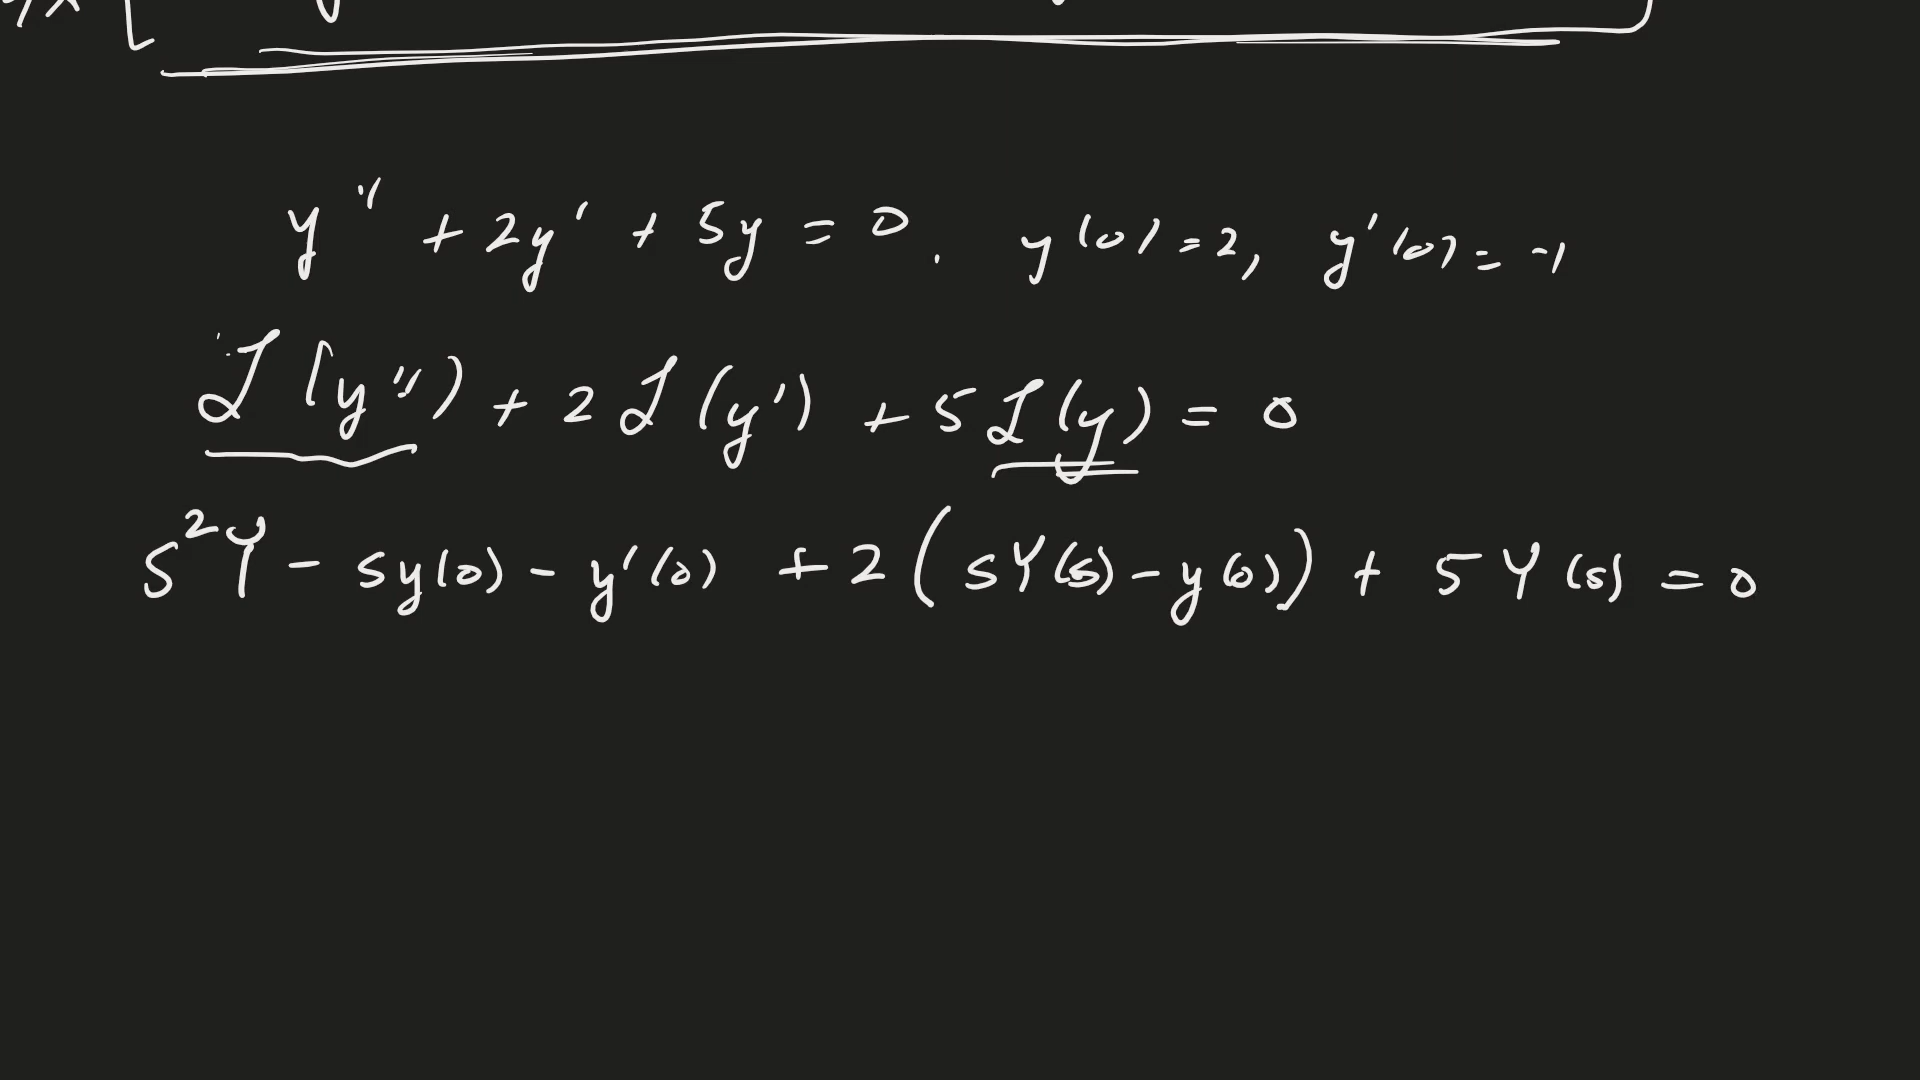 y'' + 2y' + 5y = 0. y(0) = 2, y'(0) = -1
ℒ(y'') + 2ℒ(y') + 5ℒ(y) = 0
s²Y - sy(0) - y'(0) + 2(sY(s) - y(0)) + 5Y(s) = 0